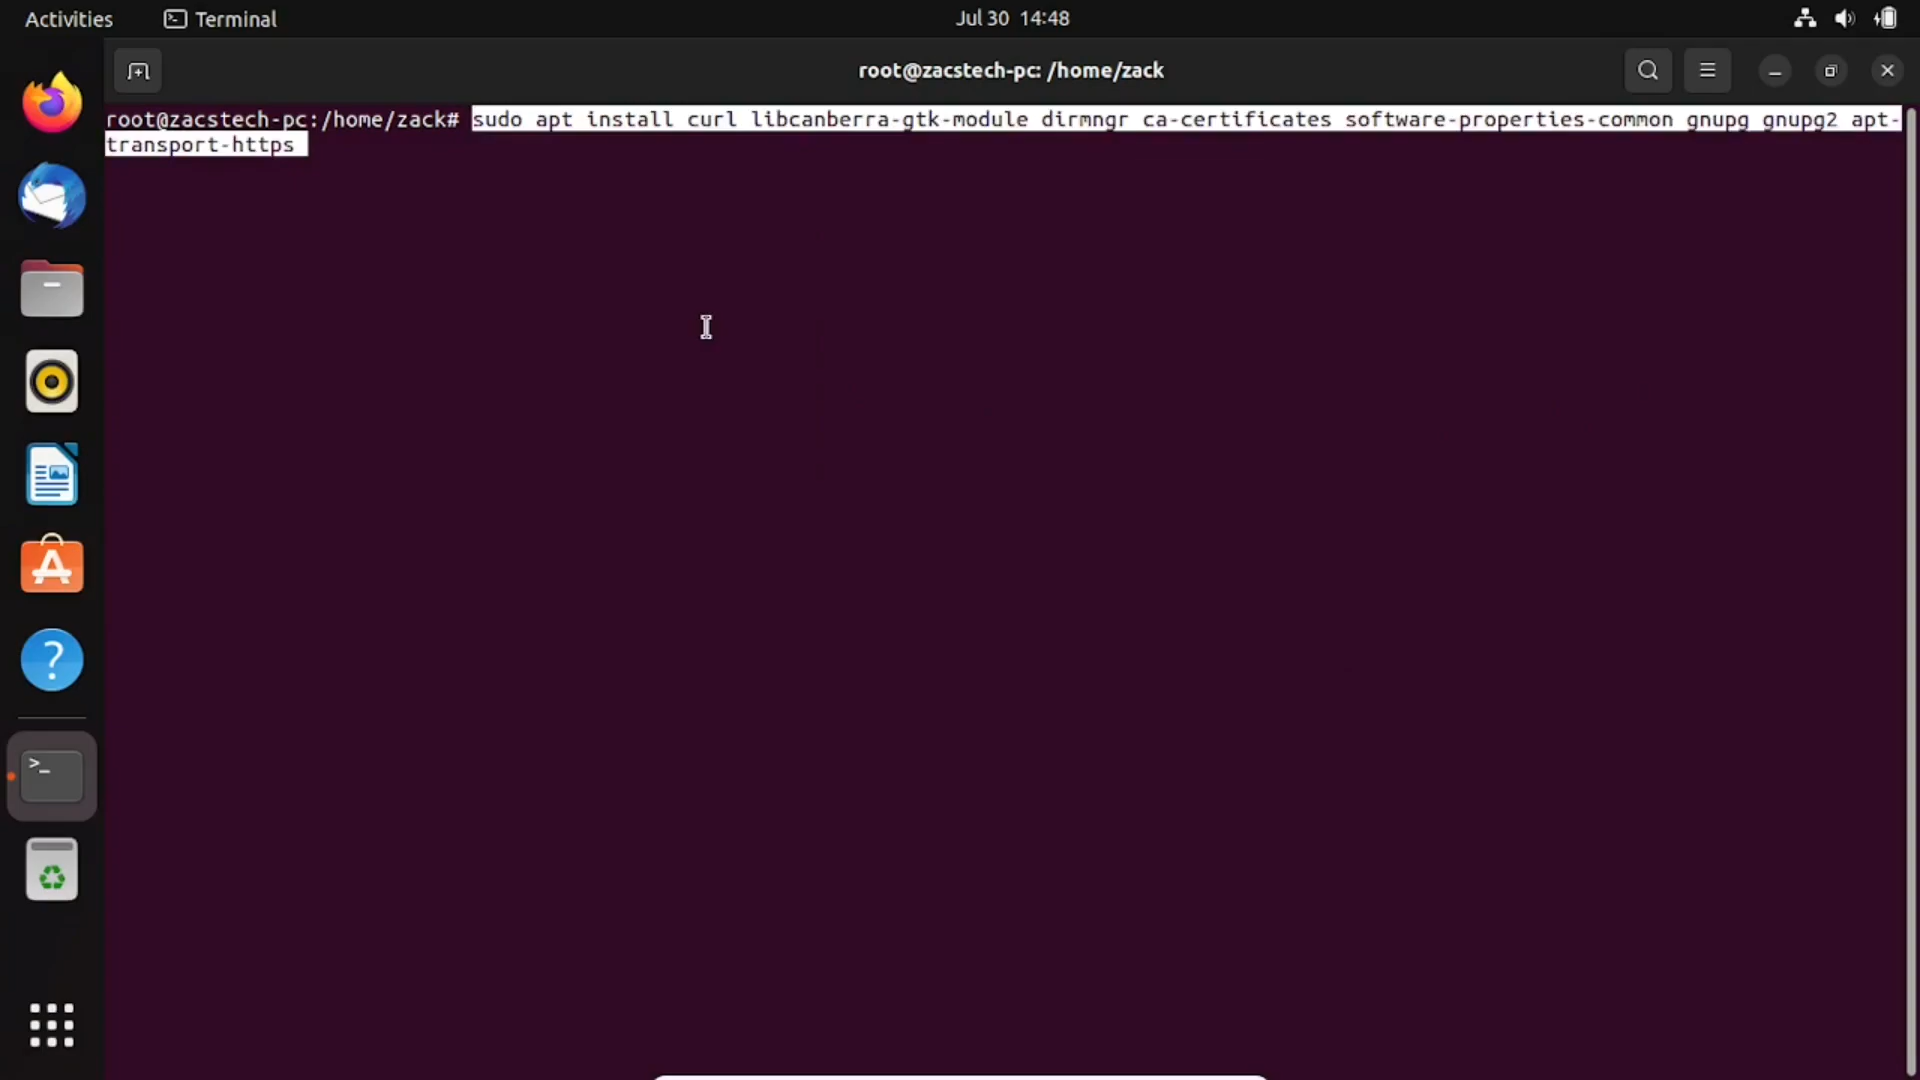 Activities Terminal Jul 30 14:48
root@zacstech-pc: /home/zack
root@zacstech-pc:/home/zack# sudo apt install curl libcanberra-gtk-module dirmngr ca-certificates software-properties-common gnupg gnupg2 apt-
transport-https